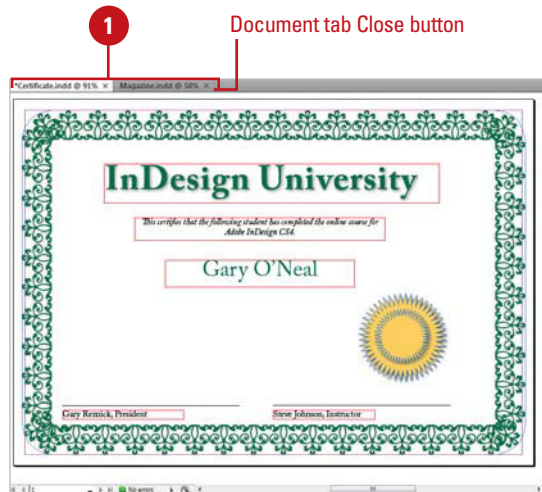 1
Document tab Close button
*Certificate.indd @ 91% × Magazine.indd @ 58% ×
InDesign University
This certifies that the following student has completed the online course for
Adobe InDesign CS4.
Gary O'Neal
Gary Remick, President
Steve Johnson, Instructor
1
No errors